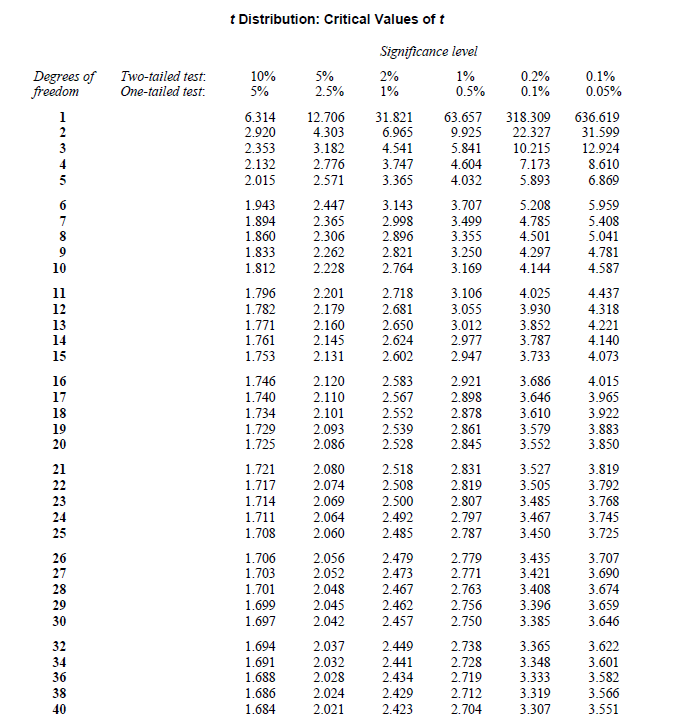 t Distribution: Critical Values of t
Significance level
Degrees of Two-tailed test: 10% 5% 2% 1% 0.2% 0.1%
freedom One-tailed test: 5% 2.5% 1% 0.5% 0.1% 0.05%
1 6.314 12.706 31.821 63.657 318.309 636.619
2 2.920 4.303 6.965 9.925 22.327 31.599
3 2.353 3.182 4.541 5.841 10.215 12.924
4 2.132 2.776 3.747 4.604 7.173 8.610
5 2.015 2.571 3.365 4.032 5.893 6.869
6 1.943 2.447 3.143 3.707 5.208 5.959
7 1.894 2.365 2.998 3.499 4.785 5.408
8 1.860 2.306 2.896 3.355 4.501 5.041
9 1.833 2.262 2.821 3.250 4.297 4.781
10 1.812 2.228 2.764 3.169 4.144 4.587
11 1.796 2.201 2.718 3.106 4.025 4.437
12 1.782 2.179 2.681 3.055 3.930 4.318
13 1.771 2.160 2.650 3.012 3.852 4.221
14 1.761 2.145 2.624 2.977 3.787 4.140
15 1.753 2.131 2.602 2.947 3.733 4.073
16 1.746 2.120 2.583 2.921 3.686 4.015
17 1.740 2.110 2.567 2.898 3.646 3.965
18 1.734 2.101 2.552 2.878 3.610 3.922
19 1.729 2.093 2.539 2.861 3.579 3.883
20 1.725 2.086 2.528 2.845 3.552 3.850
21 1.721 2.080 2.518 2.831 3.527 3.819
22 1.717 2.074 2.508 2.819 3.505 3.792
23 1.714 2.069 2.500 2.807 3.485 3.768
24 1.711 2.064 2.492 2.797 3.467 3.745
25 1.708 2.060 2.485 2.787 3.450 3.725
26 1.706 2.056 2.479 2.779 3.435 3.707
27 1.703 2.052 2.473 2.771 3.421 3.690
28 1.701 2.048 2.467 2.763 3.408 3.674
29 1.699 2.045 2.462 2.756 3.396 3.659
30 1.697 2.042 2.457 2.750 3.385 3.646
32 1.694 2.037 2.449 2.738 3.365 3.622
34 1.691 2.032 2.441 2.728 3.348 3.601
36 1.688 2.028 2.434 2.719 3.333 3.582
38 1.686 2.024 2.429 2.712 3.319 3.566
40 1.684 2.021 2.423 2.704 3.307 3.551